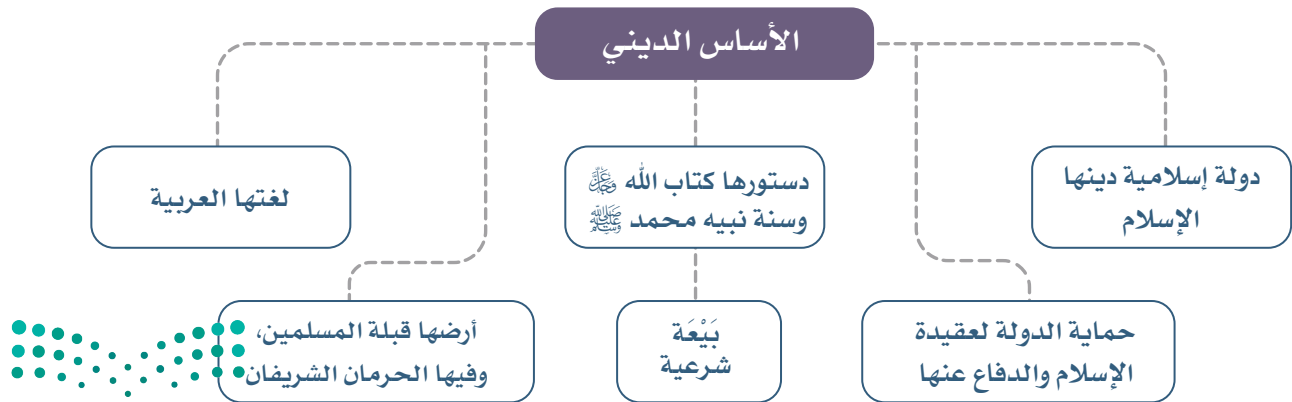 الأساس الديني
دولة إسلامية دينها
الإسلام
دستورها كتاب الله ﷻ
وسنة نبيه محمد ﷺ
لغتها العربية
حماية الدولة لعقيدة
الإسلام والدفاع عنها
بَيْعَة
شرعية
أرضها قبلة المسلمين،
وفيها الحرمان الشريفان